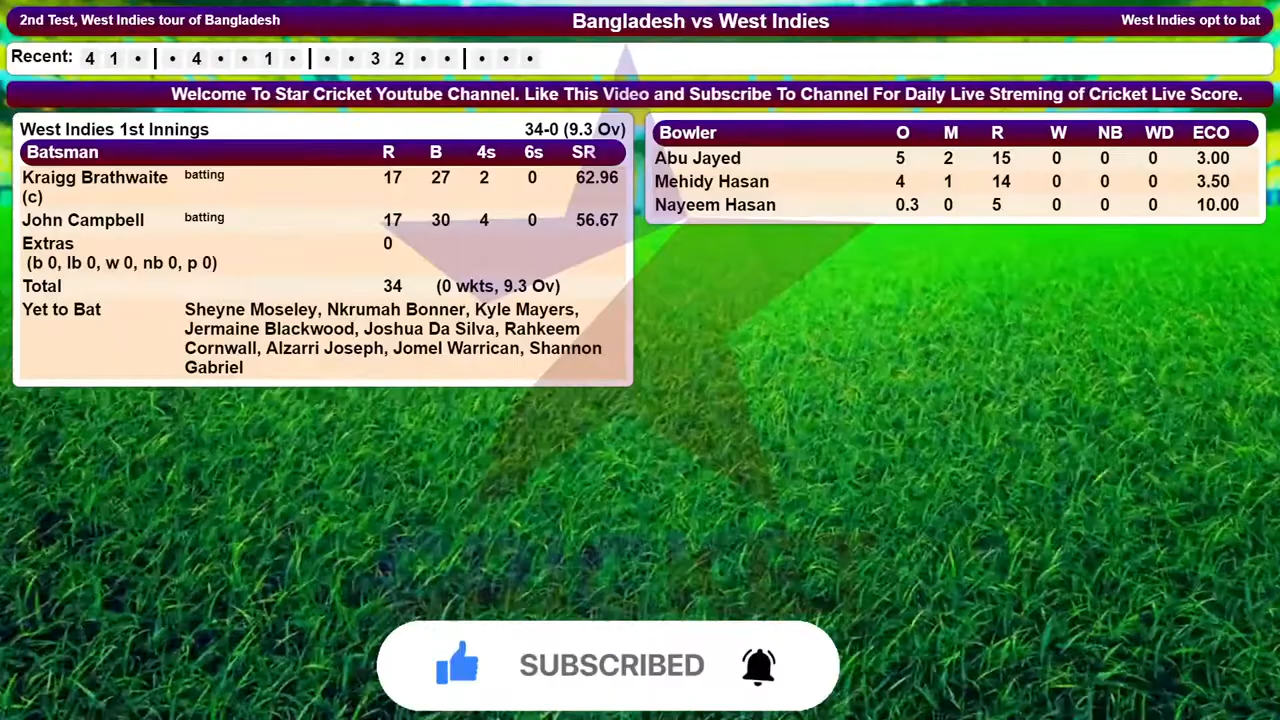 2nd Test, West Indies tour of Bangladesh
Bangladesh vs West Indies
West Indies opt to bat
Recent: 4 1 • | • 4 • • 1 • | • • 3 2 • • | • • •
Welcome To Star Cricket Youtube Channel. Like This Video and Subscribe To Channel For Daily Live Streming of Cricket Live Score.
West Indies 1st Innings 34-0 (9.3 Ov)
Batsman R B 4s 6s SR
Kraigg Brathwaite batting 17 27 2 0 62.96
(c)
John Campbell batting 17 30 4 0 56.67
Extras 0
(b 0, lb 0, w 0, nb 0, p 0)
Total 34 (0 wkts, 9.3 Ov)
Yet to Bat Sheyne Moseley, Nkrumah Bonner, Kyle Mayers,
Jermaine Blackwood, Joshua Da Silva, Rahkeem
Cornwall, Alzarri Joseph, Jomel Warrican, Shannon
Gabriel
Bowler O M R W NB WD ECO
Abu Jayed 5 2 15 0 0 0 3.00
Mehidy Hasan 4 1 14 0 0 0 3.50
Nayeem Hasan 0.3 0 5 0 0 0 10.00
SUBSCRIBED